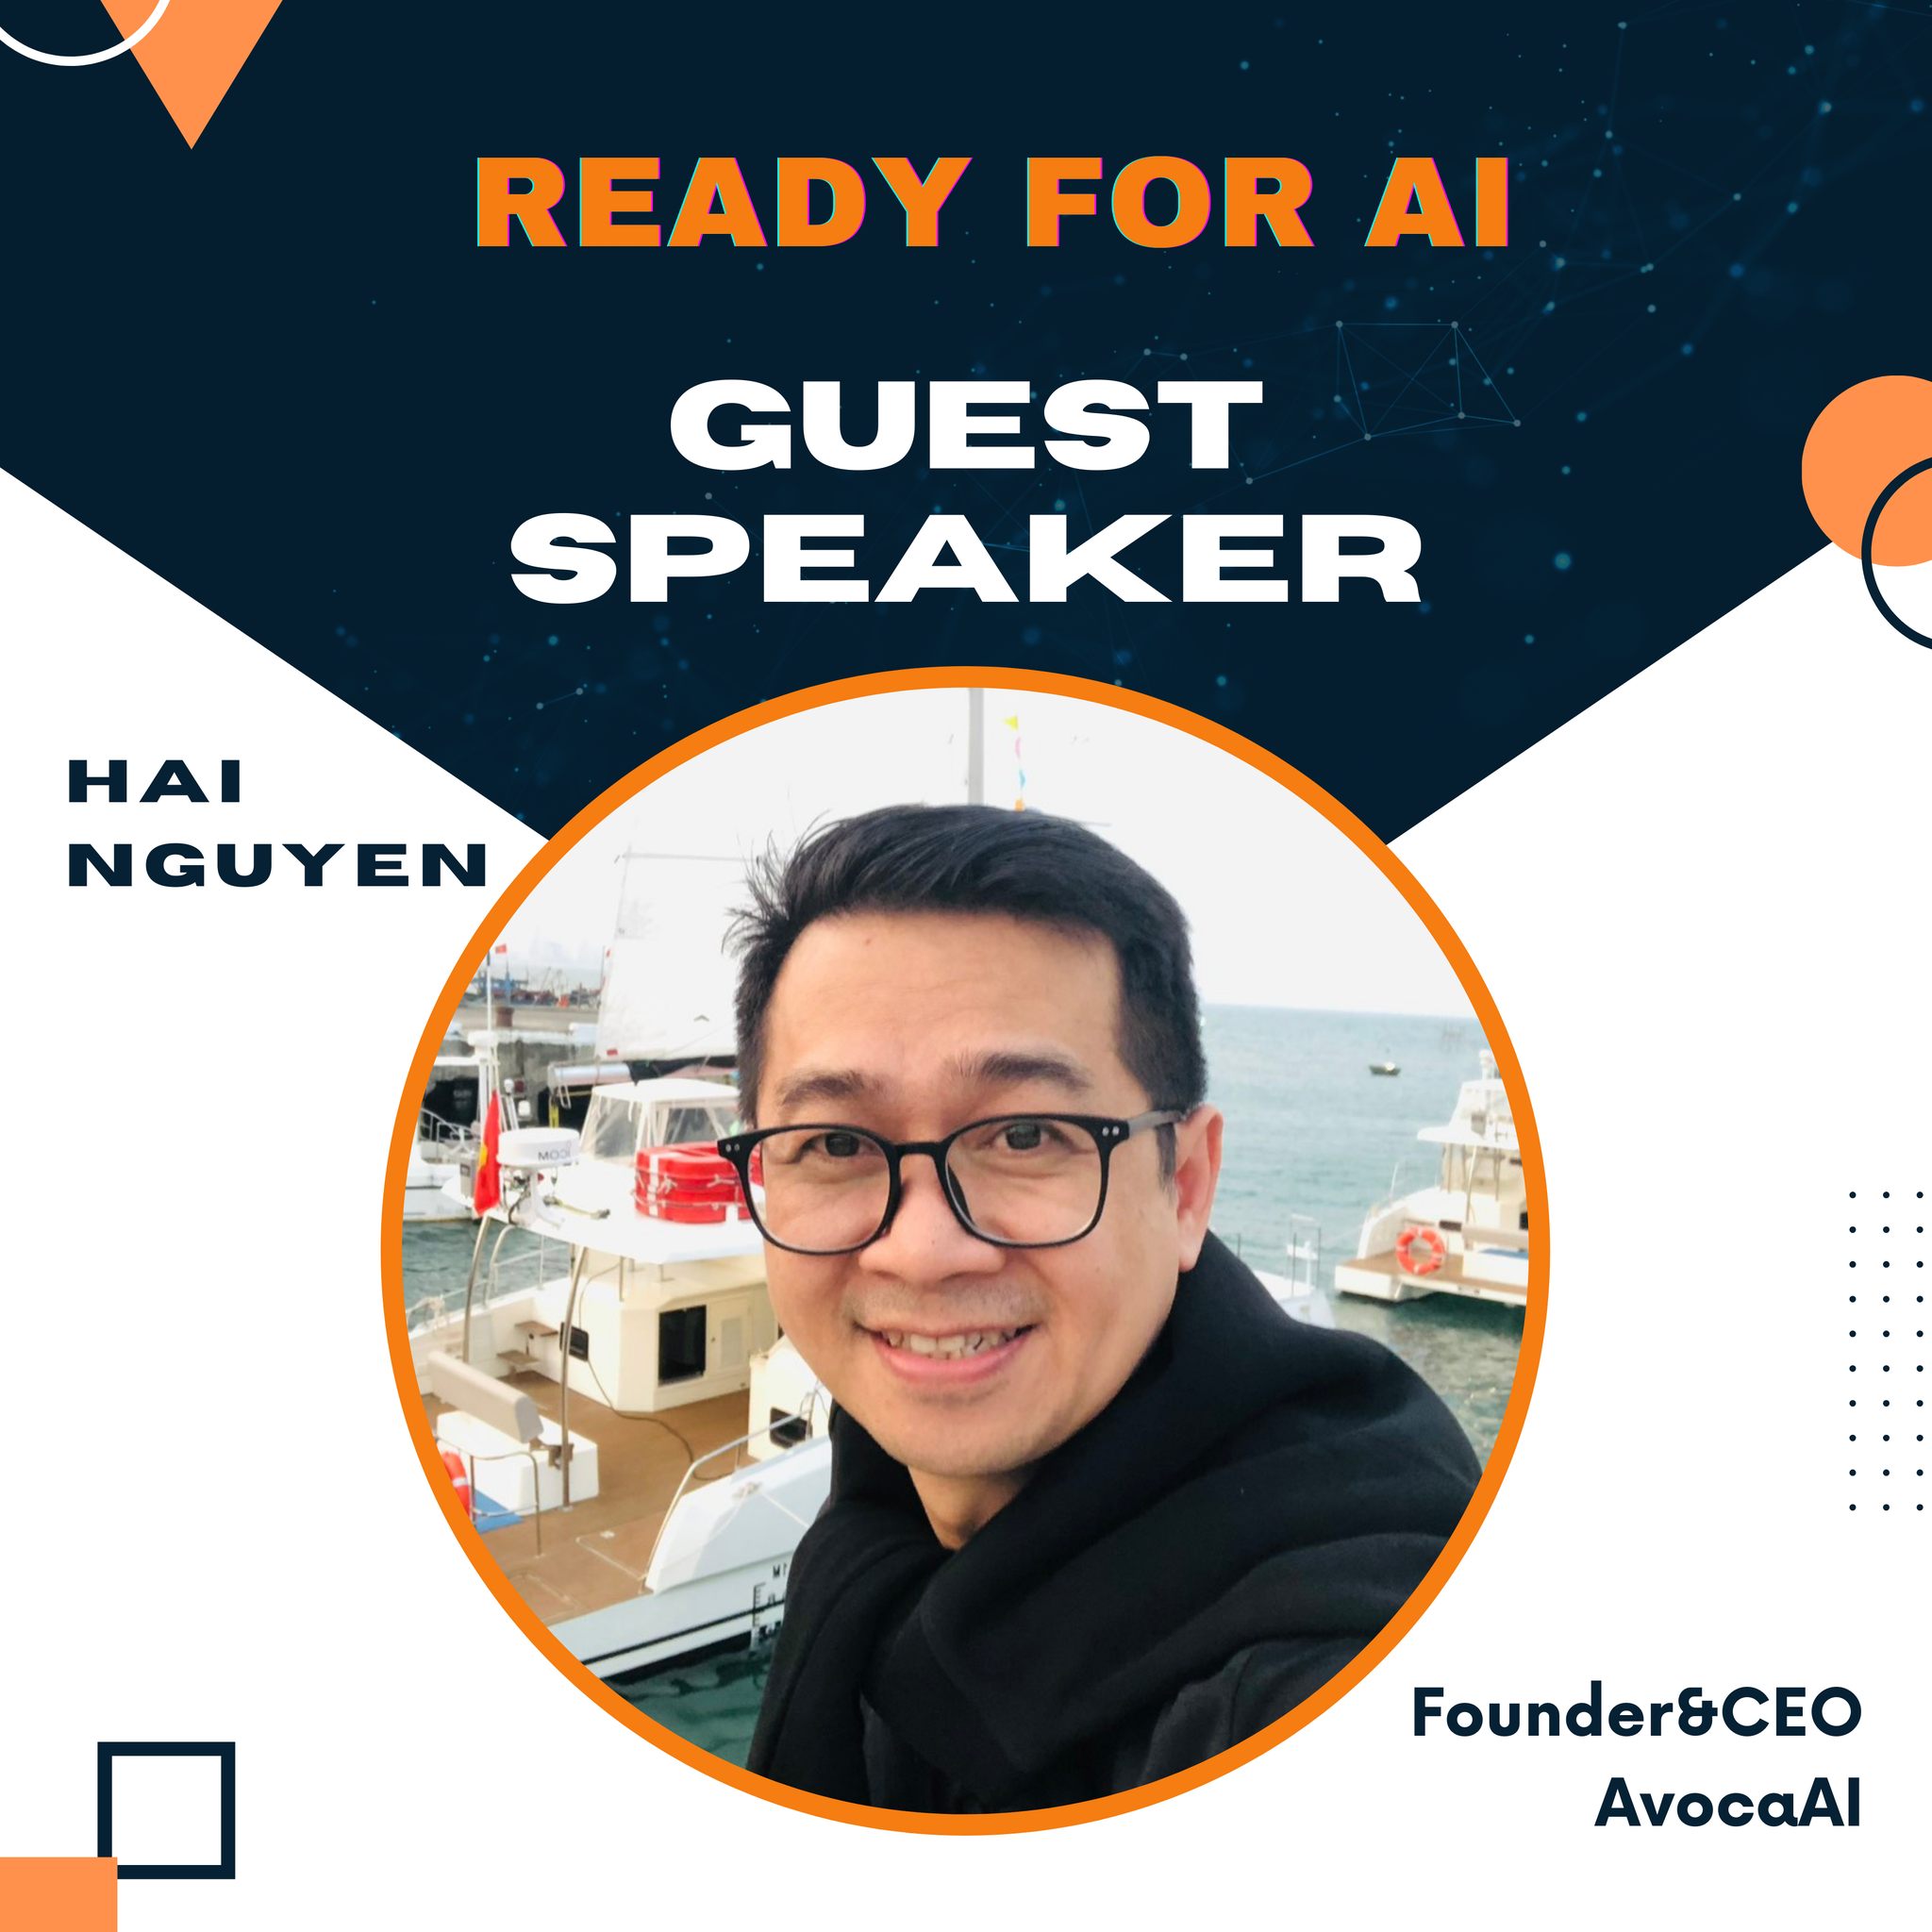 READY FOR AI
GUEST
SPEAKER
HAI
NGUYEN
Founder&CEO
AvocaAI